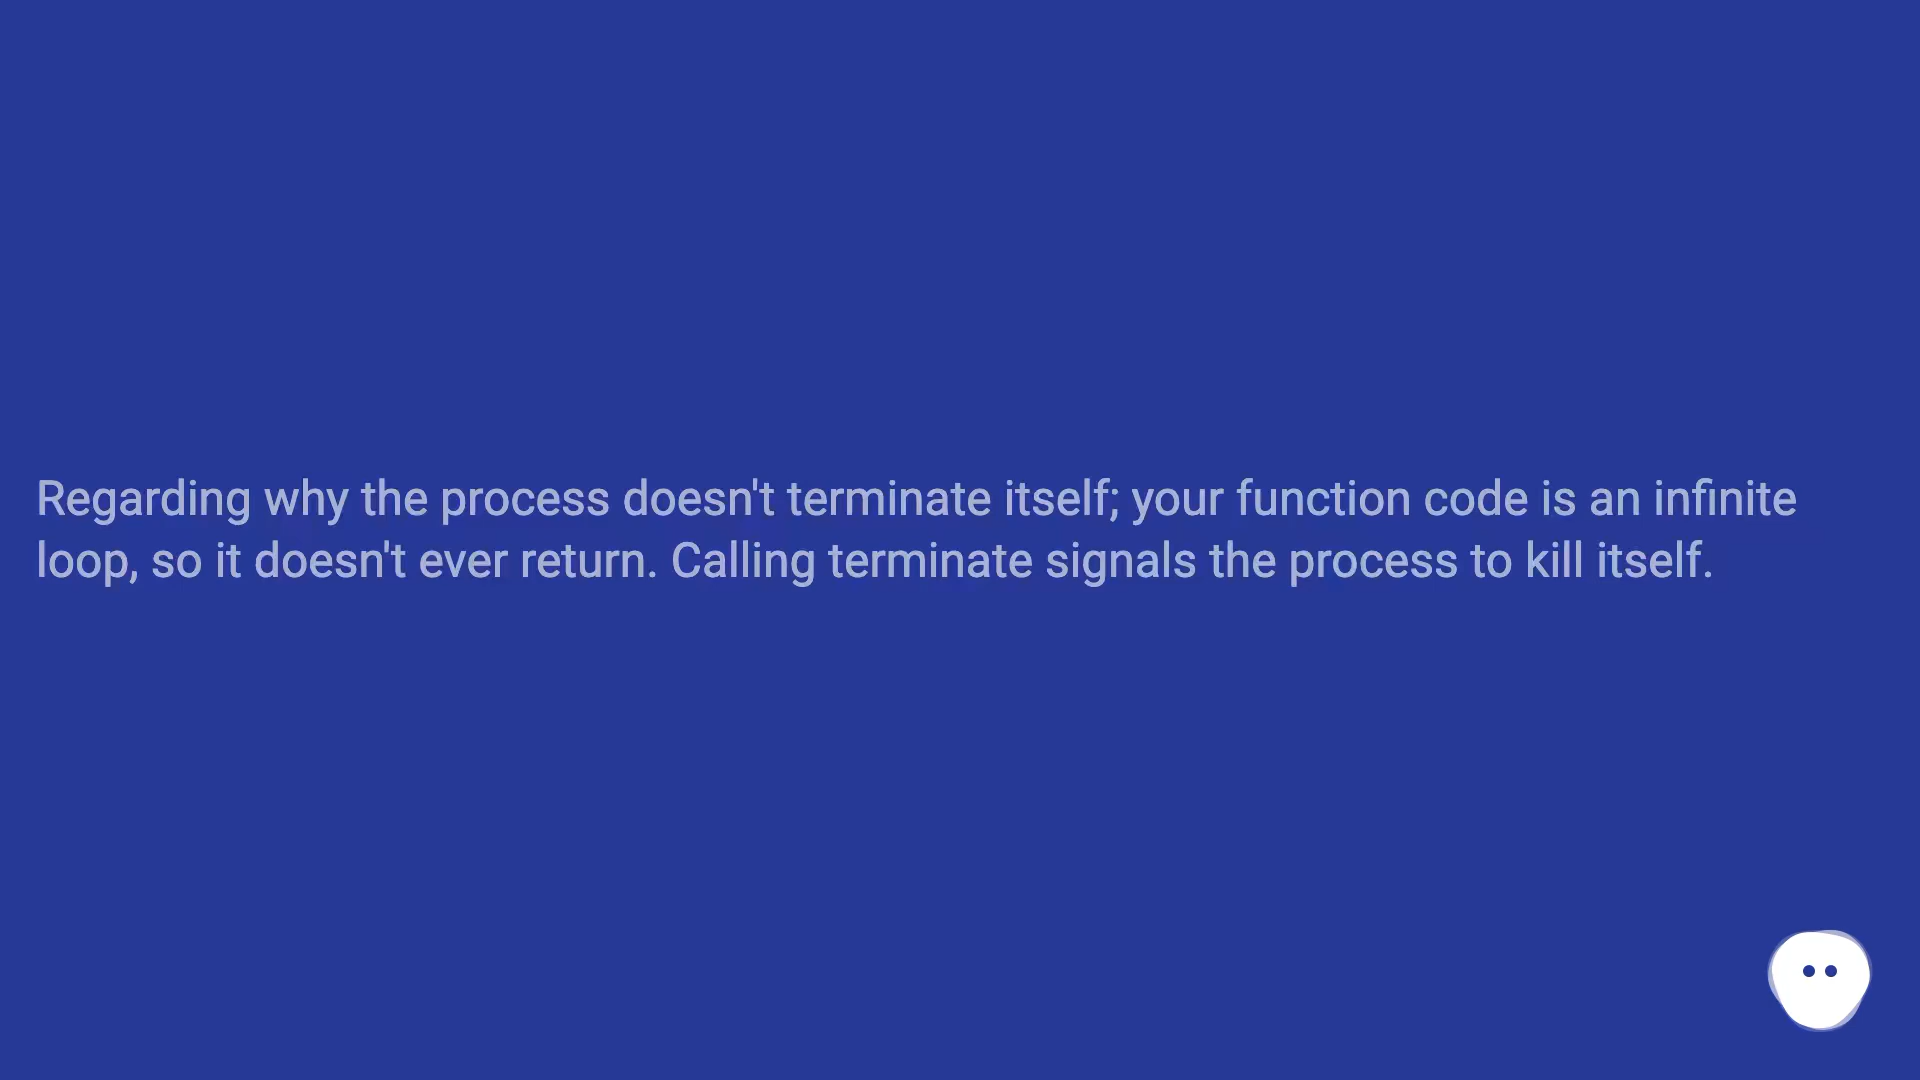 Regarding why the process doesn't terminate itself; your function code is an infinite
loop, so it doesn't ever return. Calling terminate signals the process to kill itself.